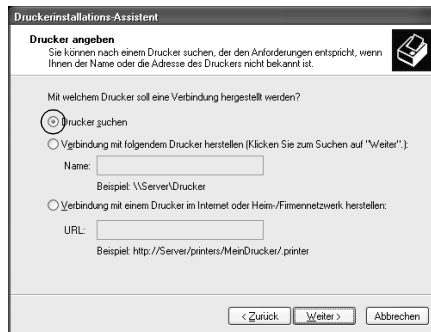 Druckerinstallations-Assistent
Drucker angeben
Sie können nach einem Drucker suchen, der den Anforderungen entspricht, wenn
Ihnen der Name oder die Adresse des Druckers nicht bekannt ist.
Mit welchem Drucker soll eine Verbindung hergestellt werden?
Drucker suchen
Verbindung mit folgendem Drucker herstellen (Klicken Sie zum Suchen auf "Weiter".):
Name:
Beispiel: \\Server\Drucker
Verbindung mit einem Drucker im Internet oder Heim-/Firmennetzwerk herstellen:
URL:
Beispiel: http://Server/printers/MeinDrucker/.printer
< Zurück
Weiter >
Abbrechen